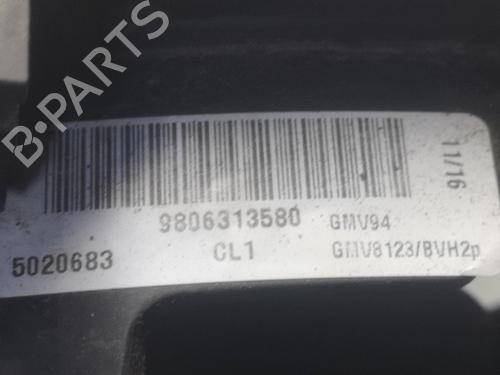 B-PARTS
11/16
9806313580 GMV94
5020683 CL1 GMV8123/BVH2p